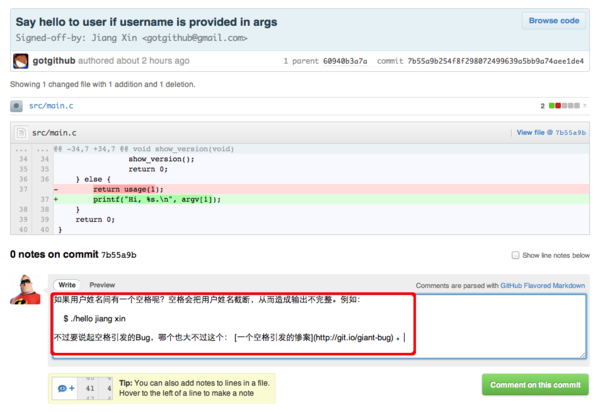 Say hello to user if username is provided in args
Browse code
Signed-off-by: Jiang Xin <gotgithub@gmail.com>
gotgithub authored about 2 hours ago
1 parent 60940b3a7a commit 7b55a9b254f8f298072499639a5bb9a74aee1de4
Showing 1 changed file with 1 addition and 1 deletion.
src/main.c
2
src/main.c
View file @ 7b55a9b
... ... @@ -34,7 +34,7 @@ void show_version(void)
34 34 show_version();
35 35 return 0;
36 36 } else {
37 - return usage(1);
37 + printf("Hi, %s.\n", argv[1]);
38 38 }
39 39 return 0;
40 40 }
0 notes on commit 7b55a9b
Show line notes below
Write Preview
Comments are parsed with GitHub Flavored Markdown
如果用户姓名间有一个空格呢？空格会把用户姓名截断，从而造成输出不完整。例如：
$ ./hello jiang xin
不过要说起空格引发的Bug，哪个也大不过这个： [一个空格引发的惨案](http://git.io/giant-bug) 。
41 4
Tip: You can also add notes to lines in a file.
Hover to the left of a line to make a note
Comment on this commit